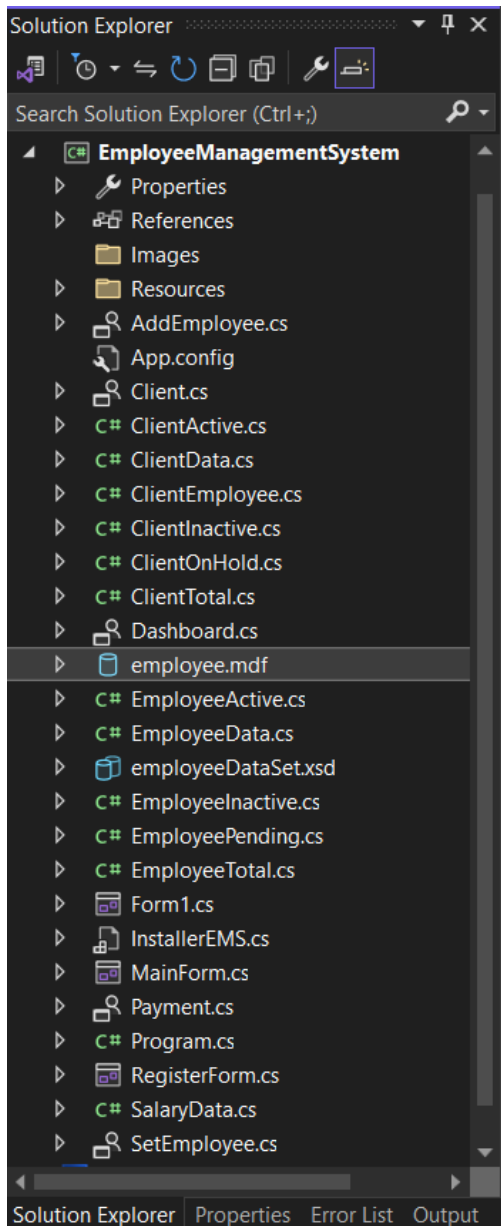 Solution Explorer
Search Solution Explorer (Ctrl+;)
C# EmployeeManagementSystem
Properties
References
Images
Resources
AddEmployee.cs
App.config
Client.cs
C# ClientActive.cs
C# ClientData.cs
C# ClientEmployee.cs
C# ClientInactive.cs
C# ClientOnHold.cs
C# ClientTotal.cs
Dashboard.cs
employee.mdf
C# EmployeeActive.cs
C# EmployeeData.cs
employeeDataSet.xsd
C# EmployeeInactive.cs
C# EmployeePending.cs
C# EmployeeTotal.cs
Form1.cs
InstallerEMS.cs
MainForm.cs
Payment.cs
C# Program.cs
RegisterForm.cs
C# SalaryData.cs
SetEmployee.cs
Solution Explorer Properties Error List Output